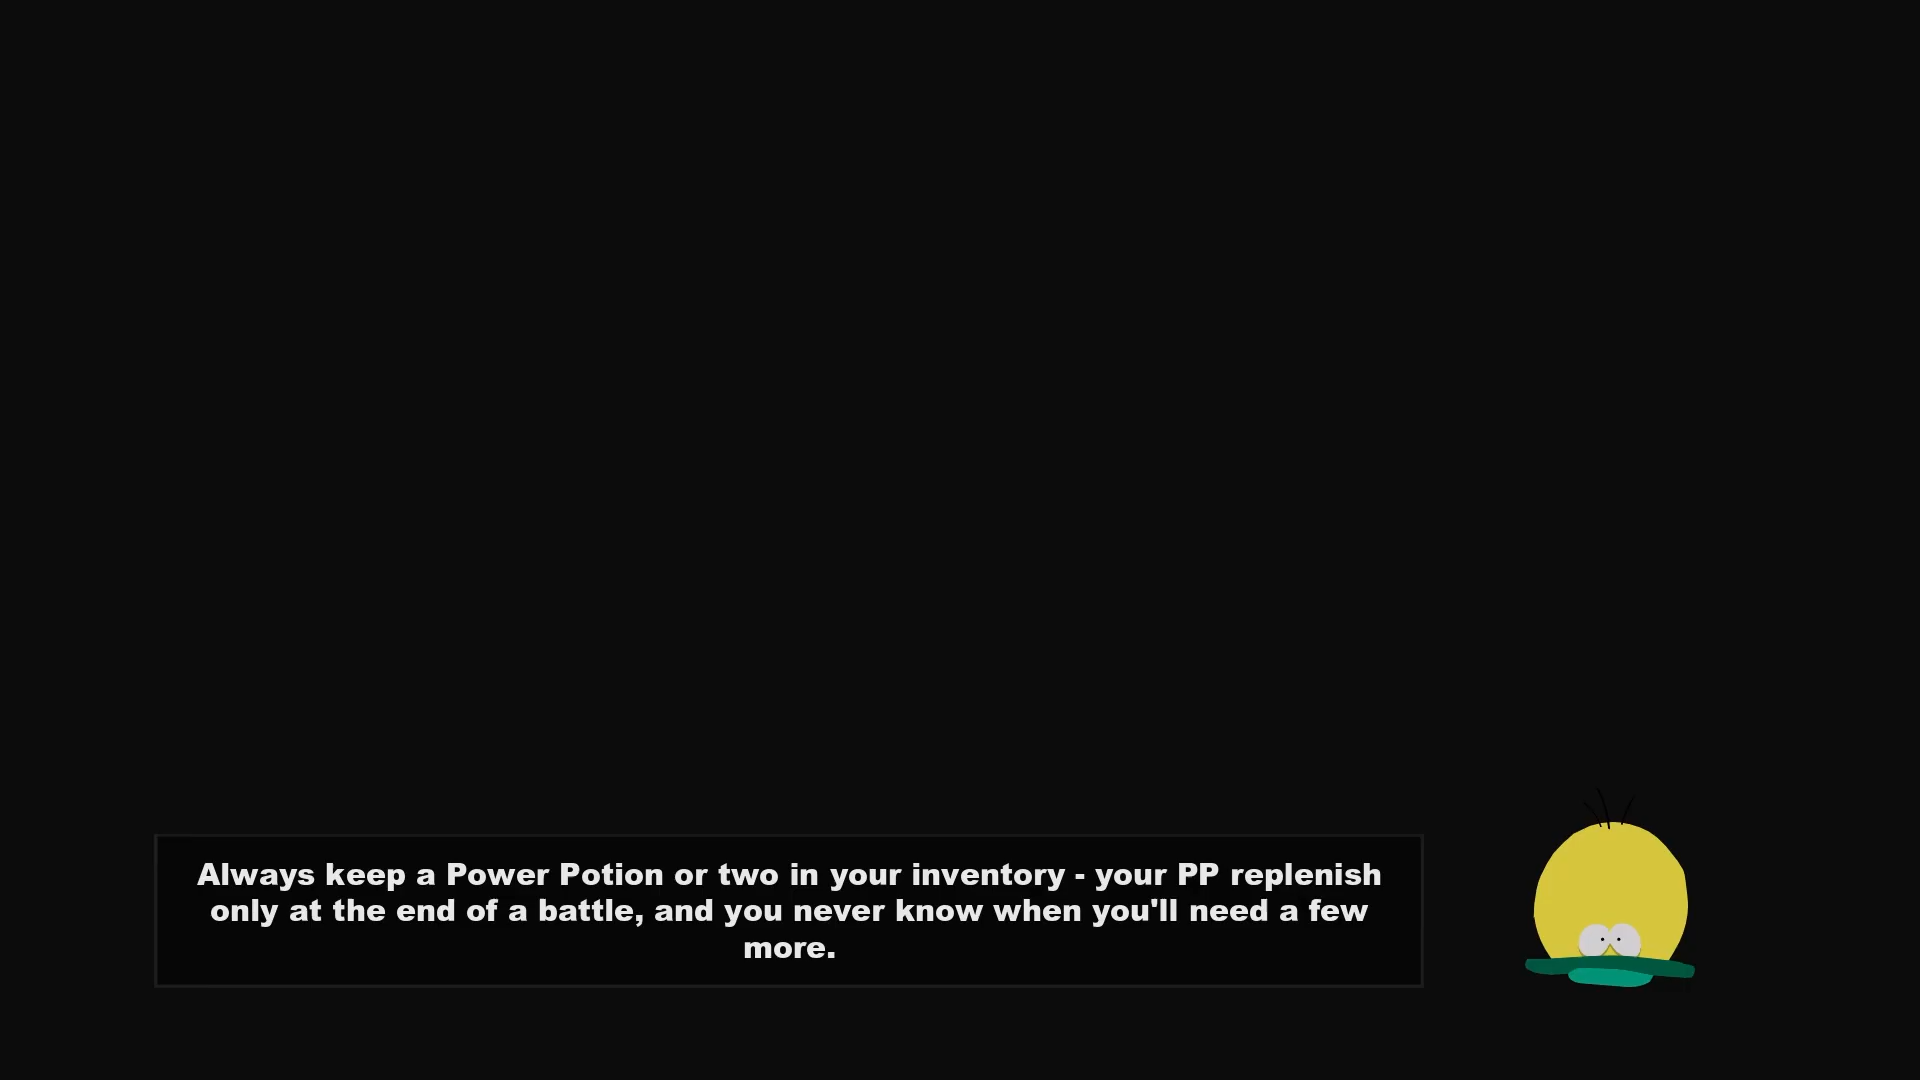 Always keep a Power Potion or two in your inventory - your PP replenish
only at the end of a battle, and you never know when you'll need a few
more.